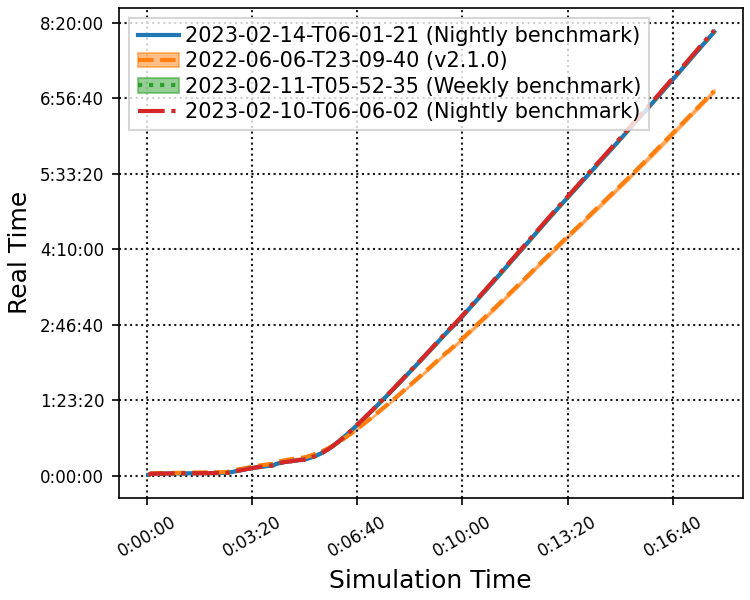 8:20:00
6:56:40
5:33:20
4:10:00
2:46:40
1:23:20
0:00:00
Real Time
2023-02-14-T06-01-21 (Nightly benchmark)
2022-06-06-T23-09-40 (v2.1.0)
2023-02-11-T05-52-35 (Weekly benchmark)
2023-02-10-T06-06-02 (Nightly benchmark)
0:00:00
0:03:20
0:06:40
0:10:00
0:13:20
0:16:40
Simulation Time